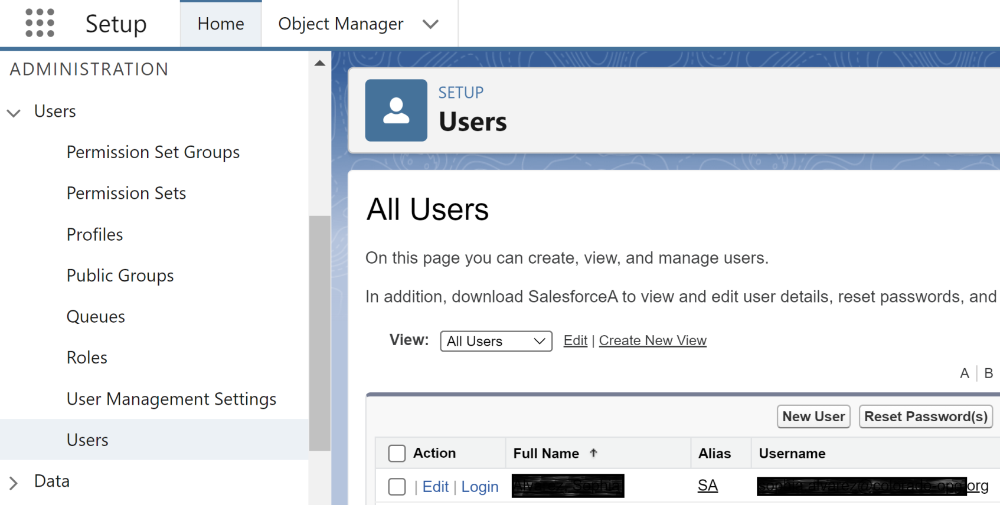 Setup
Home
Object Manager
ADMINISTRATION
Users
Permission Set Groups
Permission Sets
Profiles
Public Groups
Queues
Roles
User Management Settings
Users
Data
SETUP
Users
All Users
On this page you can create, view, and manage users.
In addition, download SalesforceA to view and edit user details, reset passwords, and
View: All Users Edit | Create New View
A | B
New User Reset Password(s)
Action Full Name ↑ Alias Username
| Edit | Login SA org